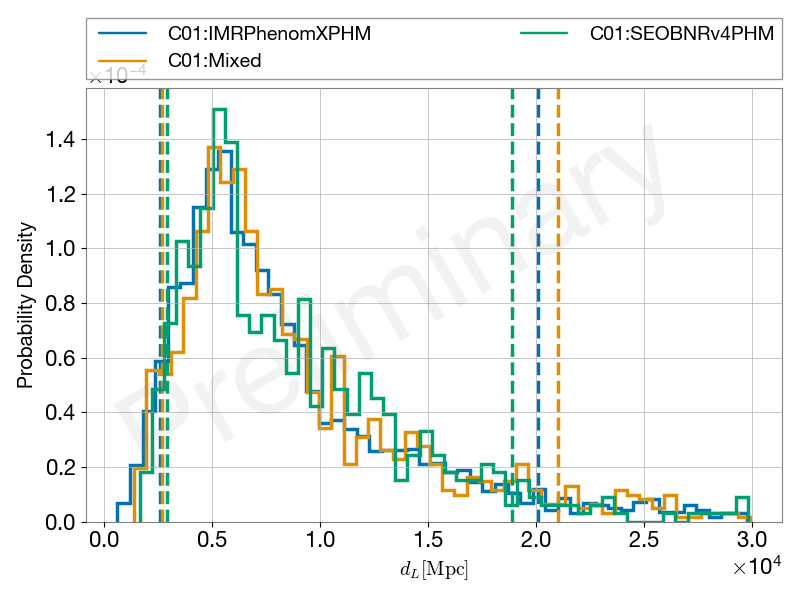 C01:IMRPhenomXPHM
C01:Mixed
C01:SEOBNRv4PHM
×10⁻⁴
1.4
1.2
1.0
0.8
0.6
0.4
0.2
0.0
Probability Density
Preliminary
0.0 0.5 1.0 1.5 2.0 2.5 3.0
×10⁴
d_L[Mpc]